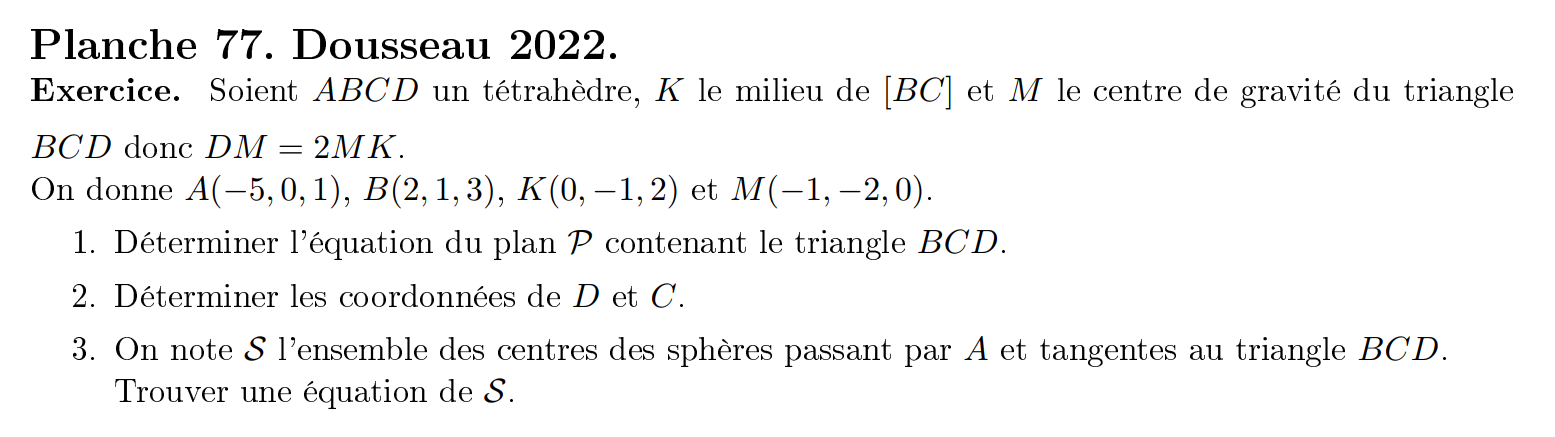 Planche 77. Dousseau 2022.
Exercice. Soient ABCD un tétrahèdre, K le milieu de [BC] et M le centre de gravité du triangle
BCD donc DM = 2MK.
On donne A(−5, 0, 1), B(2, 1, 3), K(0, −1, 2) et M(−1, −2, 0).
1. Déterminer l'équation du plan 𝒫 contenant le triangle BCD.
2. Déterminer les coordonnées de D et C.
3. On note 𝒮 l'ensemble des centres des sphères passant par A et tangentes au triangle BCD.
Trouver une équation de 𝒮.